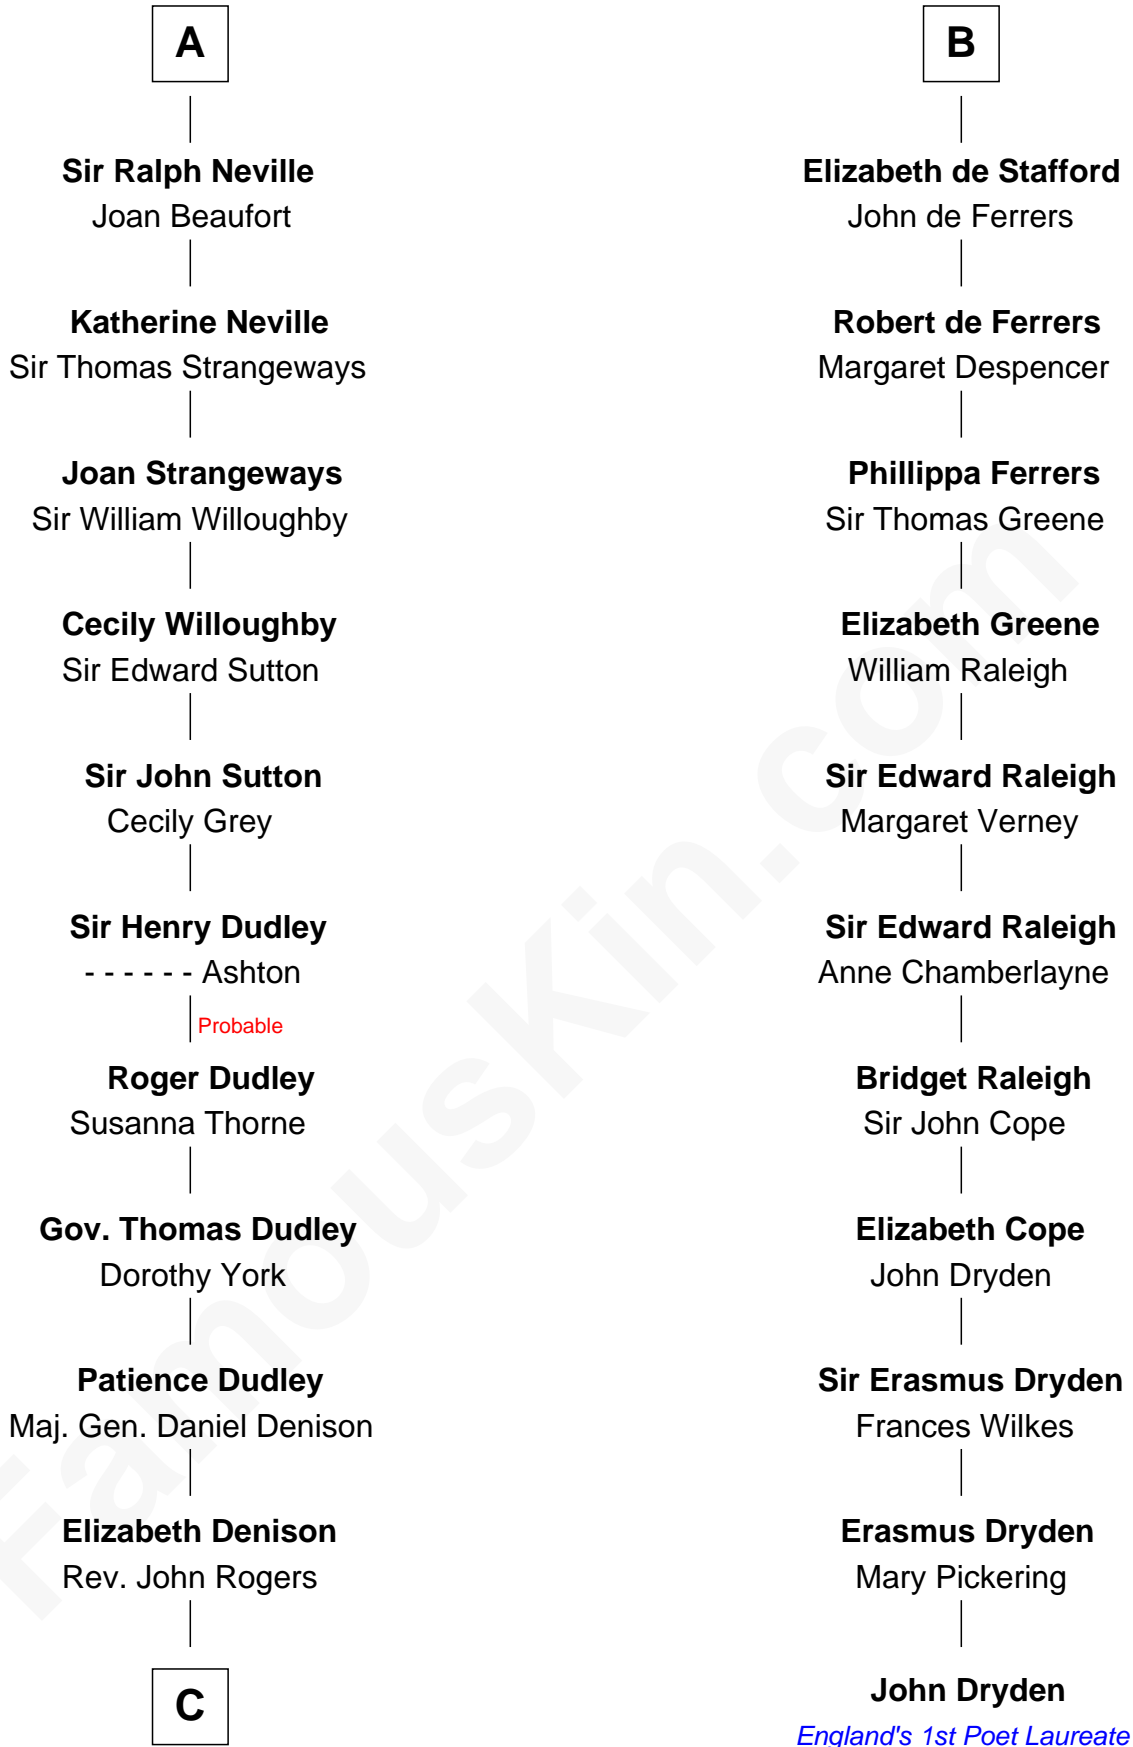 A
Sir Ralph Neville
Joan Beaufort
Katherine Neville
Sir Thomas Strangeways
Joan Strangeways
Sir William Willoughby
Cecily Willoughby
Sir Edward Sutton
Sir John Sutton
Cecily Grey
Sir Henry Dudley
- - - - - - Ashton
Probable
Roger Dudley
Susanna Thorne
Gov. Thomas Dudley
Dorothy York
Patience Dudley
Maj. Gen. Daniel Denison
Elizabeth Denison
Rev. John Rogers
C
B
Elizabeth de Stafford
John de Ferrers
Robert de Ferrers
Margaret Despencer
Phillippa Ferrers
Sir Thomas Greene
Elizabeth Greene
William Raleigh
Sir Edward Raleigh
Margaret Verney
Sir Edward Raleigh
Anne Chamberlayne
Bridget Raleigh
Sir John Cope
Elizabeth Cope
John Dryden
Sir Erasmus Dryden
Frances Wilkes
Erasmus Dryden
Mary Pickering
John Dryden
England's 1st Poet Laureate
FamousKin.com